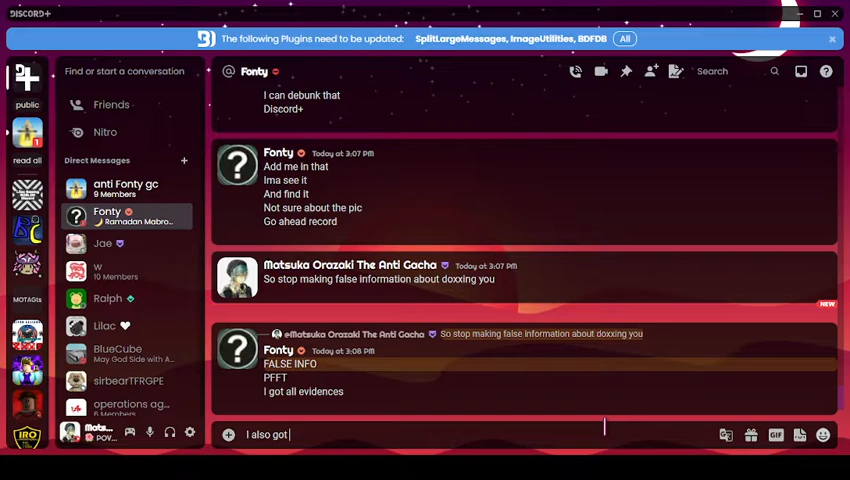 DISCORD+
The following Plugins need to be updated: SplitLargeMessages, ImageUtilities, BDFDB All
Find or start a conversation
public
Friends
Nitro
read all
Direct Messages
anti Fonty gc
9 Members
Fonty
Ramadan Mabro...
Jae
W
10 Members
MOTAGIs
Ralph
Lilac
BlueCube
May God Side with A...
sirbearTFRGPE
operations ag...
IRO
Mats...
POV...
@ Fonty
Search
I can debunk that
Discord+
Fonty Today at 3:07 PM
Add me in that
Ima see it
And find it
Not sure about the pic
Go ahead record
Matsuka Orazaki The Anti Gacha Today at 3:07 PM
So stop making false information about doxxing you
NEW
@Matsuka Orazaki The Anti Gacha So stop making false information about doxxing you
Fonty Today at 3:08 PM
FALSE INFO
PFFT
I got all evidences
I also got
GIF